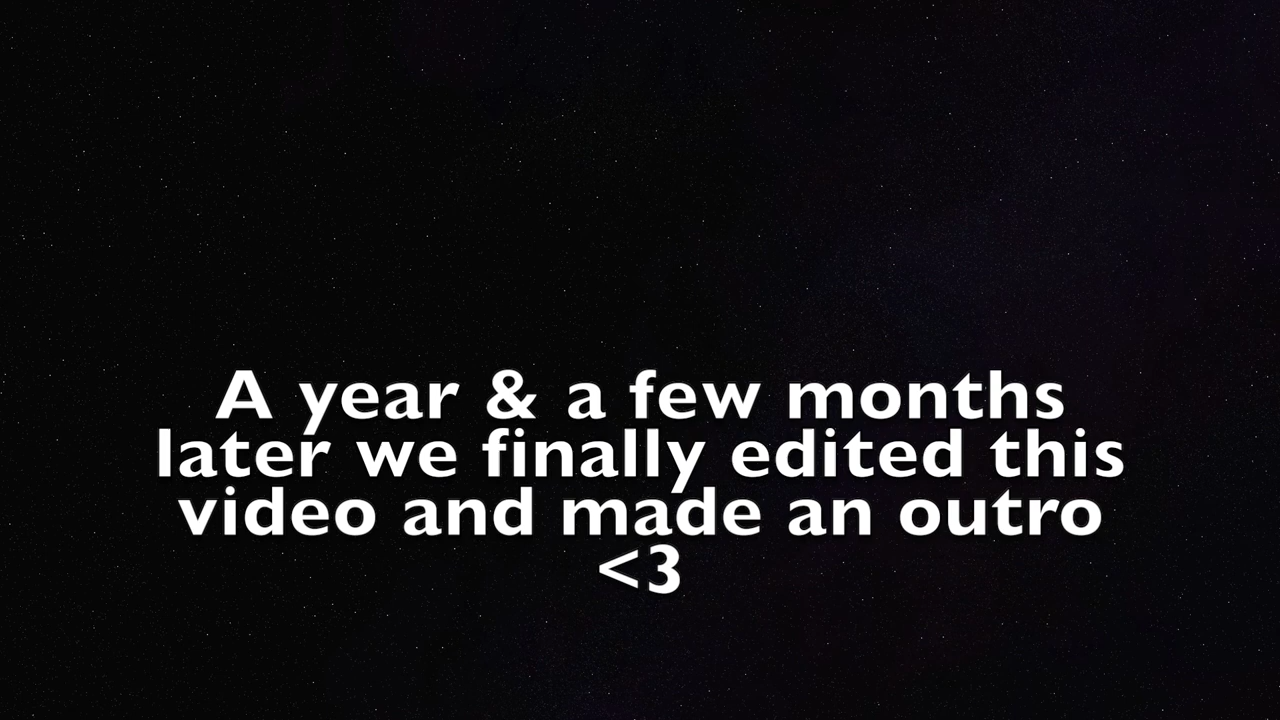 A year & a few months
later we finally edited this
video and made an outro
<3